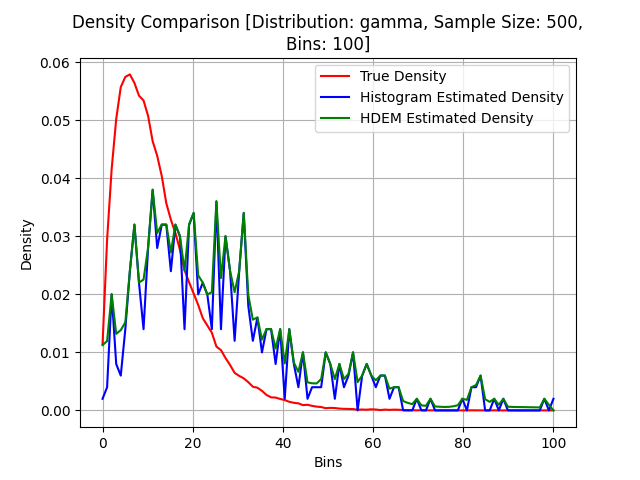 Density Comparison [Distribution: gamma, Sample Size: 500,
Bins: 100]
True Density
Histogram Estimated Density
HDEM Estimated Density
Density
0.06
0.05
0.04
0.03
0.02
0.01
0.00
0 20 40 60 80 100
Bins